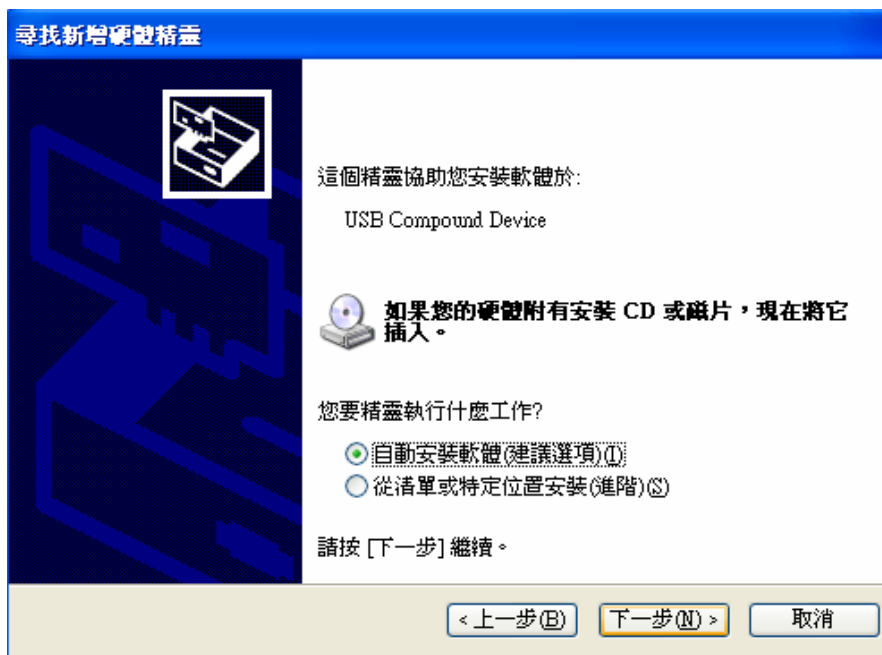 尋找新增硬體精靈
這個精靈協助您安裝軟體於:
USB Compound Device
如果您的硬體附有安裝 CD 或磁片，現在將它
插入。
您要精靈執行什麼工作?
自動安裝軟體(建議選項)(I)
從清單或特定位置安裝(進階)(S)
請按 [下一步] 繼續。
< 上一步(B) 下一步(N) > 取消